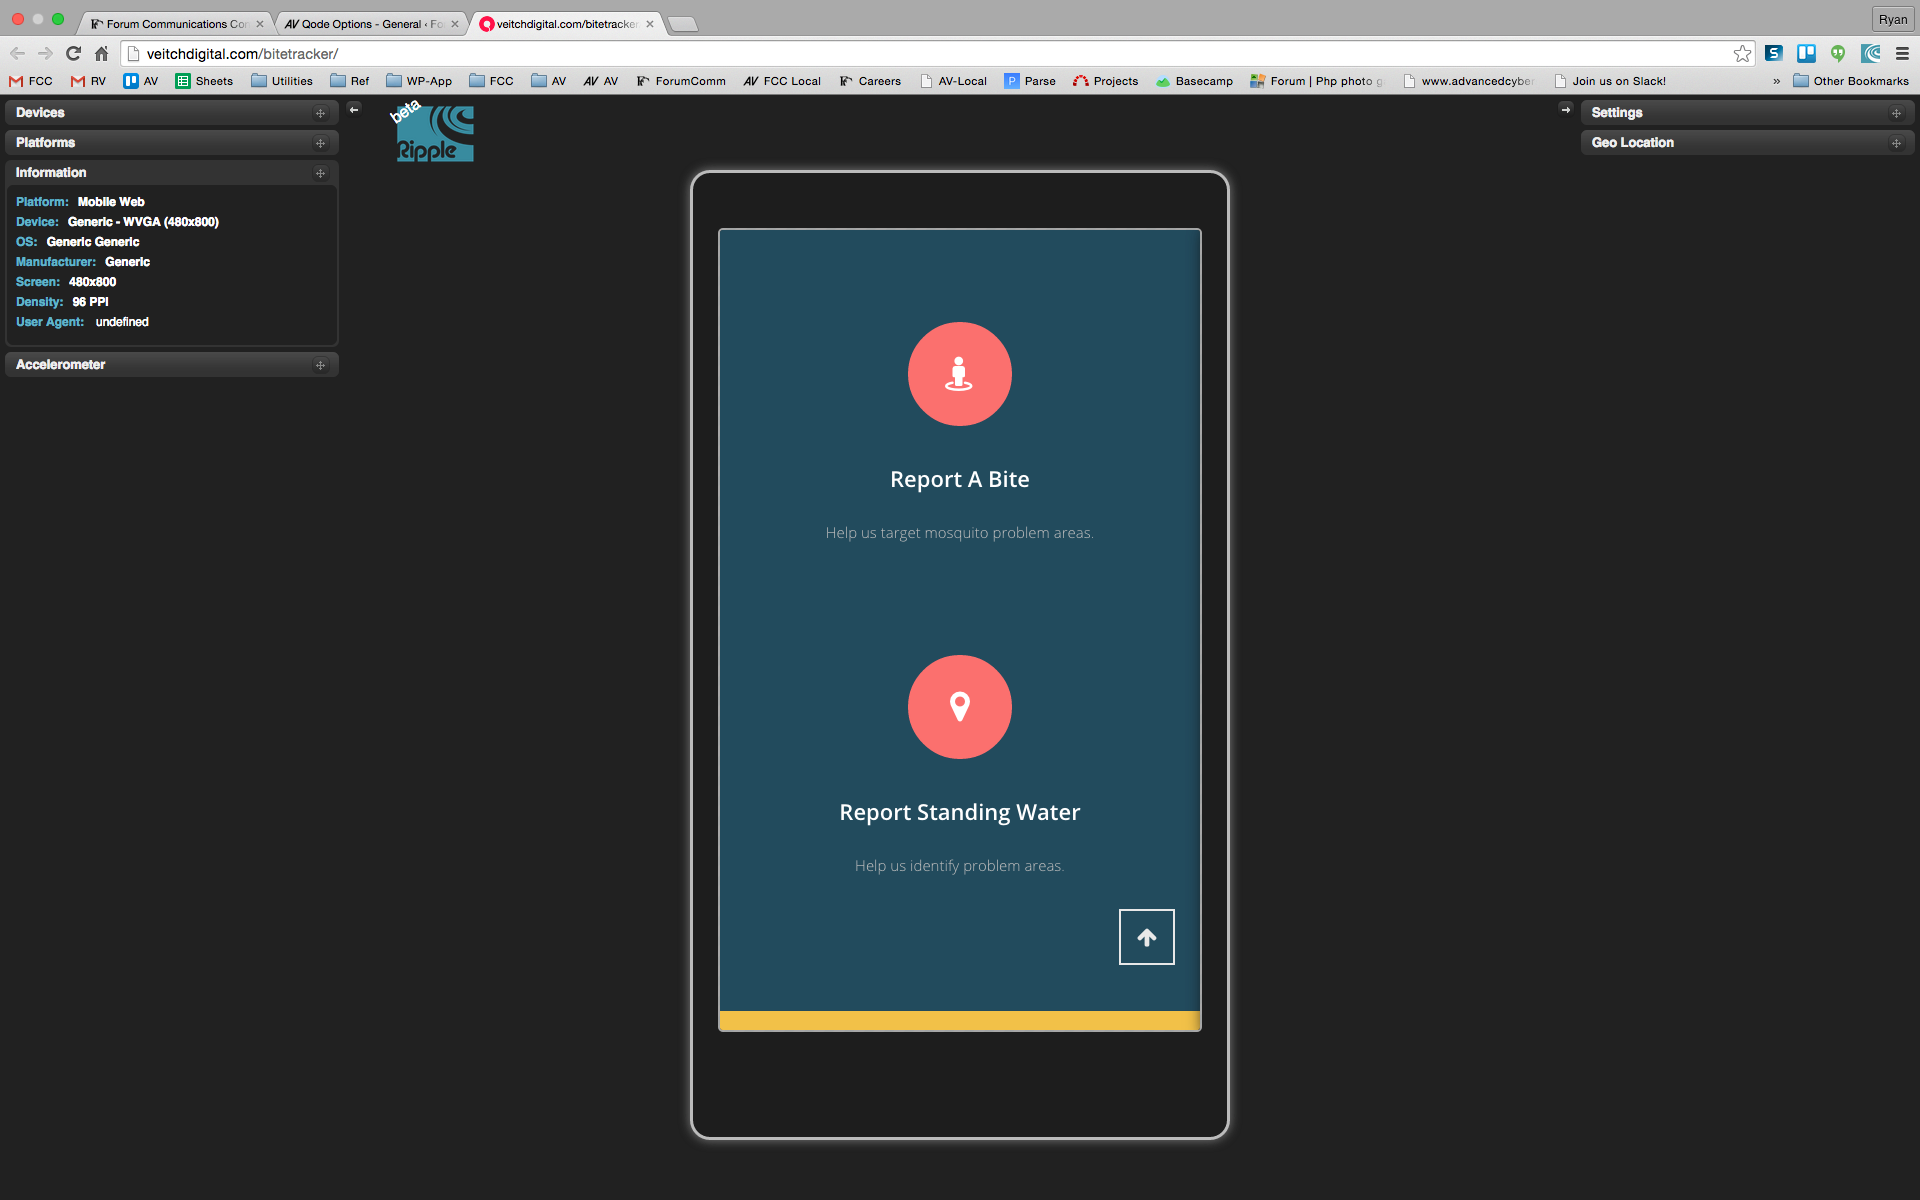 Forum Communications Co
AV Qode Options - General ‹ Fo
veitchdigital.com/bitetracker
Ryan
veitchdigital.com/bitetracker/
FCC
RV
AV
Sheets
Utilities
Ref
WP-App
FCC
AV
AV AV
ForumComm
AV FCC Local
Careers
AV-Local
P Parse
Projects
Basecamp
Forum | Php photo g
www.advancedcyber
Join us on Slack!
»
Other Bookmarks
Devices
Platforms
Information
Platform: Mobile Web
Device: Generic - WVGA (480x800)
OS: Generic Generic
Manufacturer: Generic
Screen: 480x800
Density: 96 PPI
User Agent: undefined
Accelerometer
beta
Ripple
Settings
Geo Location
Report A Bite
Help us target mosquito problem areas.
Report Standing Water
Help us identify problem areas.